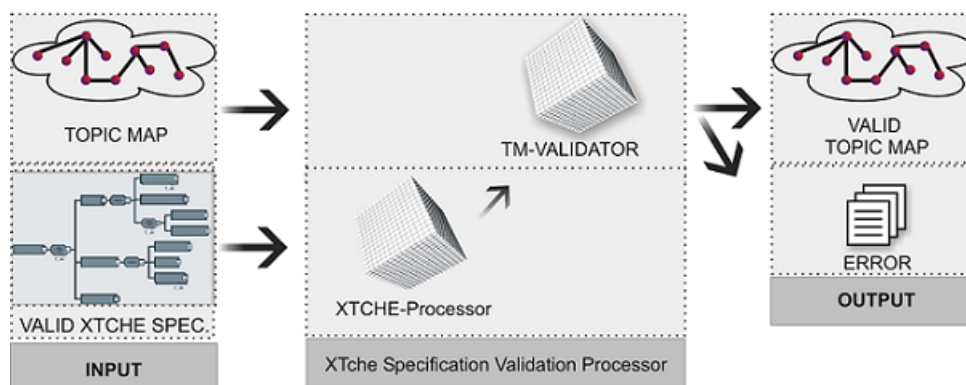 TOPIC MAP
VALID XTCHE SPEC.
INPUT
TM-VALIDATOR
XTCHE-Processor
XTche Specification Validation Processor
VALID
TOPIC MAP
ERROR
OUTPUT